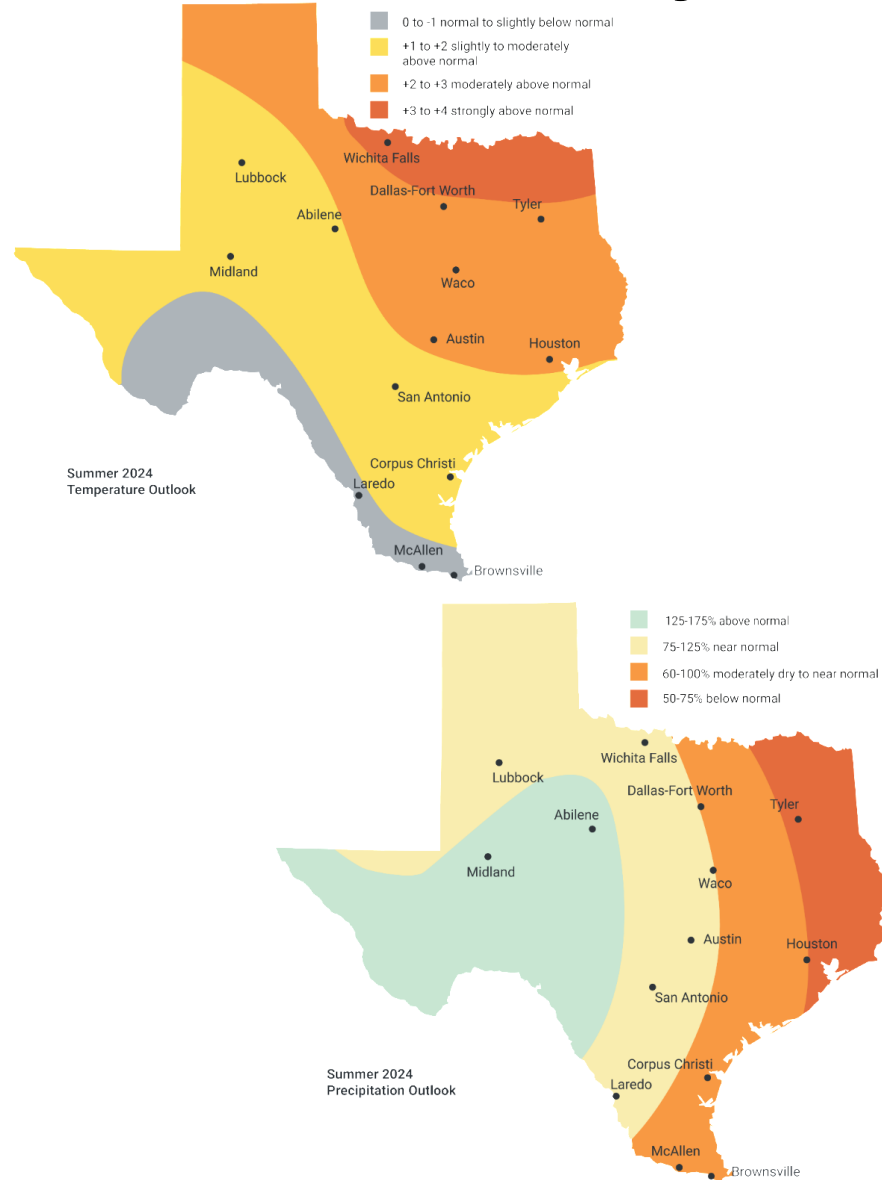 0 to -1 normal to slightly below normal
+1 to +2 slightly to moderately
above normal
+2 to +3 moderately above normal
+3 to +4 strongly above normal
Wichita Falls
Lubbock
Dallas-Fort Worth
Abilene
Tyler
Midland
Waco
Austin
Houston
San Antonio
Corpus Christi
Laredo
Summer 2024
Temperature Outlook
McAllen
Brownsville
125-175% above normal
75-125% near normal
60-100% moderately dry to near normal
50-75% below normal
Wichita Falls
Lubbock
Dallas-Fort Worth
Abilene
Tyler
Midland
Waco
Austin
Houston
San Antonio
Corpus Christi
Laredo
Summer 2024
Precipitation Outlook
McAllen
Brownsville